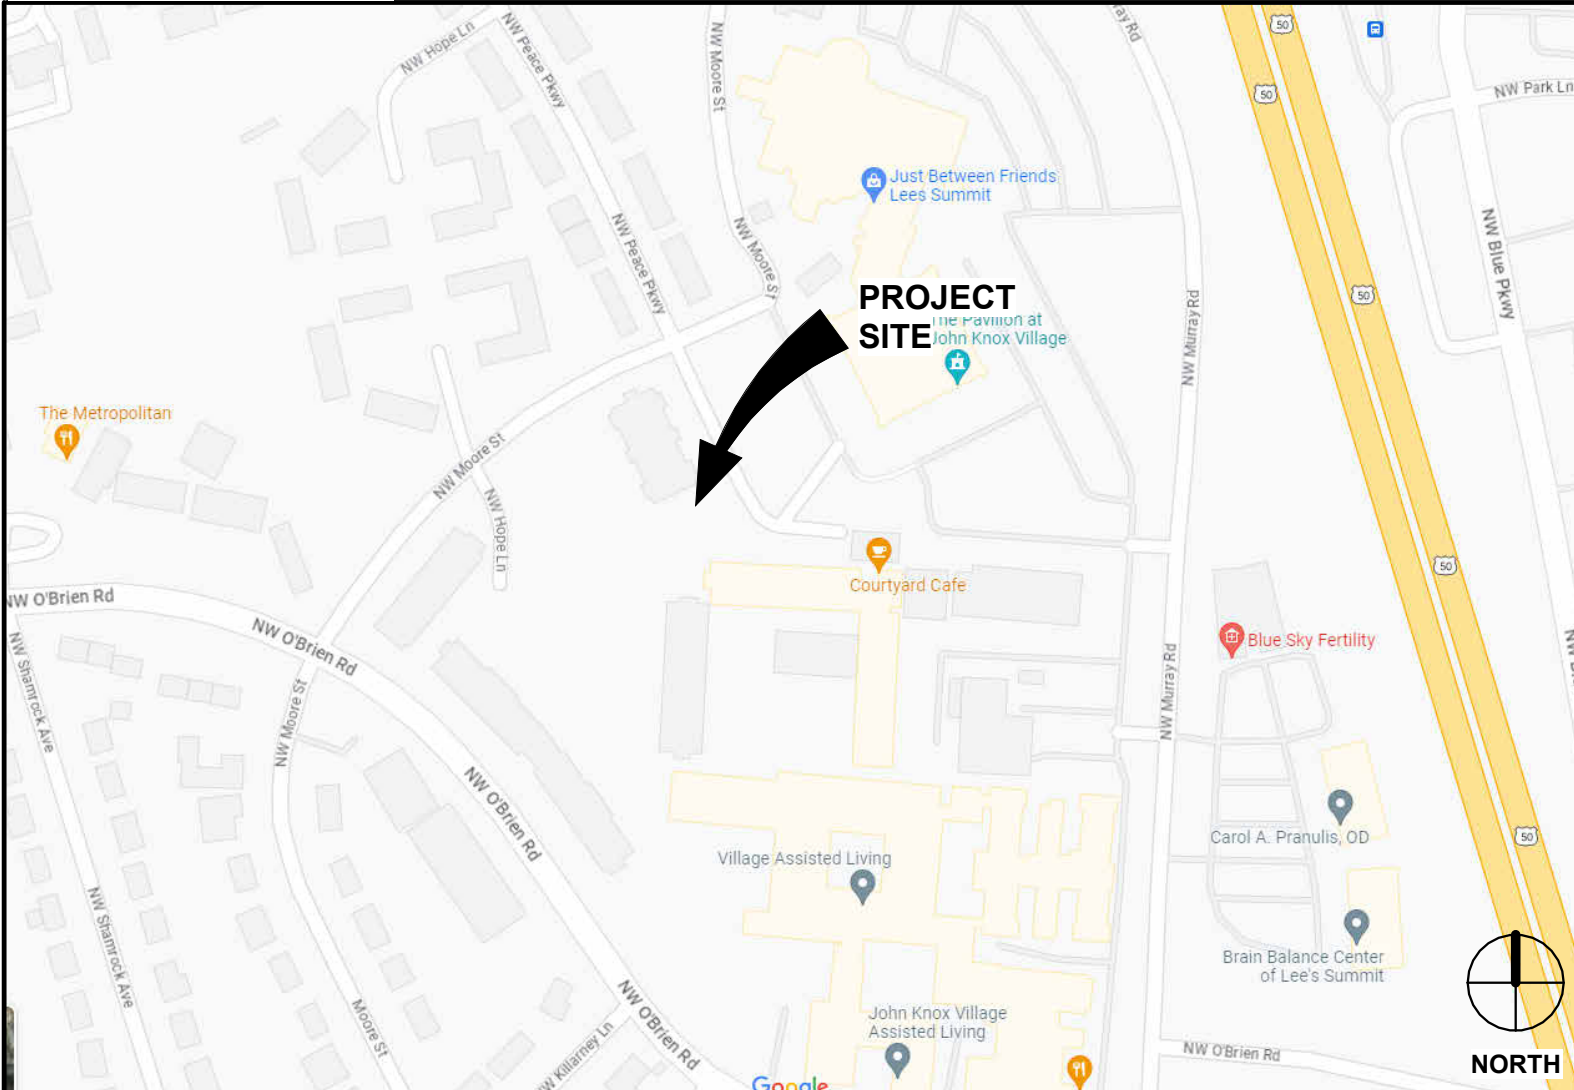 50
NW Hope Ln
NW Peace Pkwy
NW Moore St
ay Rd
50
NW Park Ln
Just Between Friends
Lees Summit
NW Peace Pkwy
NW Moore St
NW Blue Pkwy
50
PROJECT
SITE
The Pavilion at
John Knox Village
NW Murray Rd
The Metropolitan
NW Moore St
NW Hope Ln
50
Courtyard Cafe
NW O'Brien Rd
NW O'Brien Rd
Blue Sky Fertility
NW Shamrock Ave
NW Moore St
NW Murray Rd
NW O'Brien Rd
Carol A. Pranulis, OD
50
Village Assisted Living
NW Shamrock Ave
Brain Balance Center
of Lee's Summit
Moore St
NW O'Brien Rd
John Knox Village
Assisted Living
NW Killarney Ln
NW O'Brien Rd
NORTH
Google